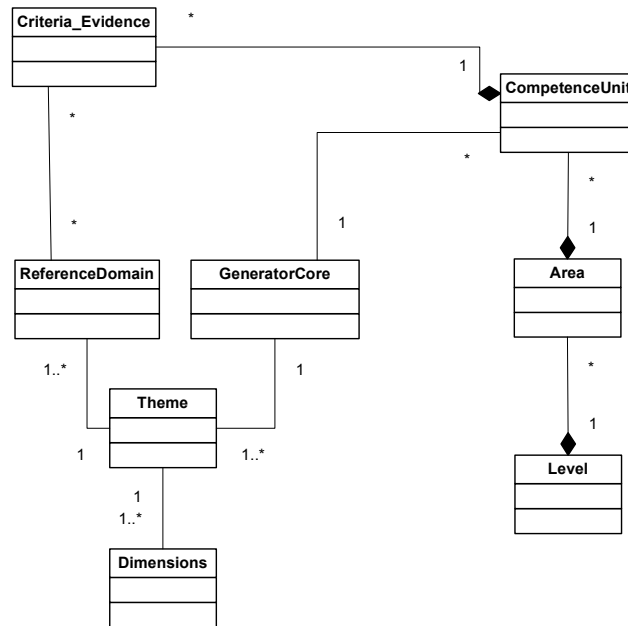 Criteria_Evidence
*
1
CompetenceUnit
*
*
*
1
*
1
ReferenceDomain
GeneratorCore
Area
1..*
1
*
Theme
1
1..*
1
Level
1
1..*
Dimensions